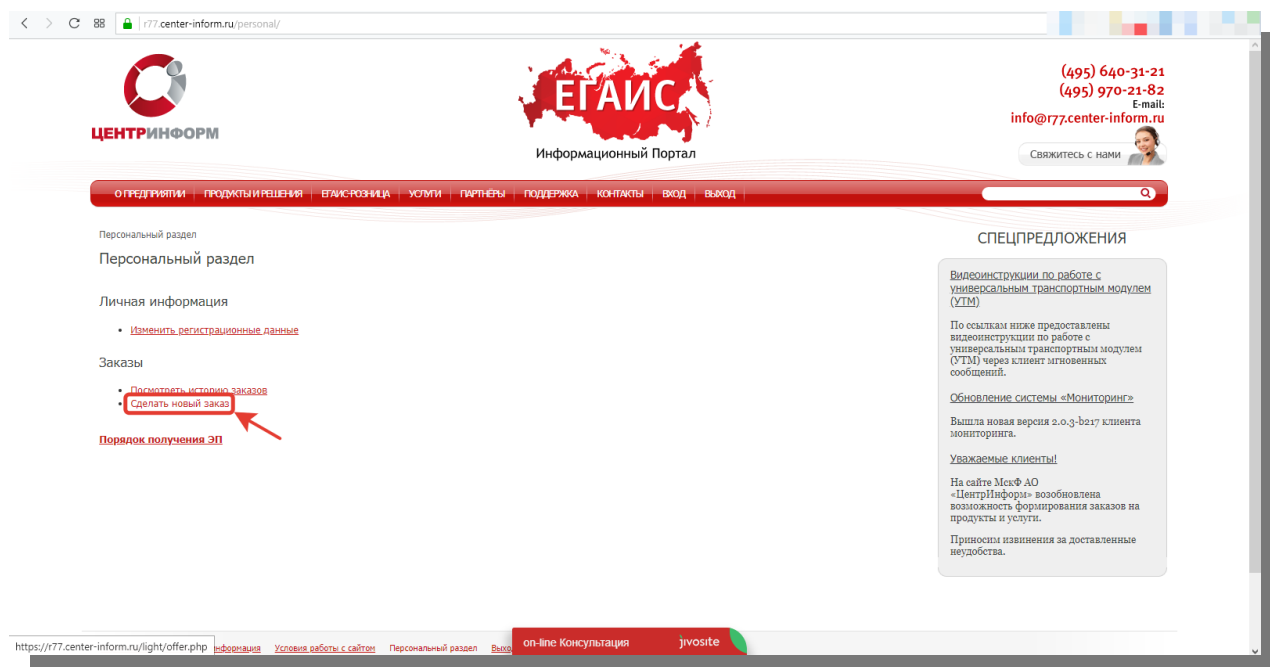 r77.center-inform.ru/personal/
(495) 640-31-21
(495) 970-21-82
E-mail:
info@r77.center-inform.ru
Свяжитесь с нами
ЦЕНТРИНФОРМ
ЕГАИС
Информационный Портал
О ПРЕДПРИЯТИИ ПРОДУКТЫ И РЕШЕНИЯ ЕГАИС-РОЗНИЦА УСЛУГИ ПАРТНЁРЫ ПОДДЕРЖКА КОНТАКТЫ ВХОД ВЫХОД
Персональный раздел
Персональный раздел
Личная информация
Изменить регистрационные данные
Заказы
Посмотреть историю заказов
Сделать новый заказ
Порядок получения ЭП
СПЕЦПРЕДЛОЖЕНИЯ
Видеоинструкции по работе с
универсальным транспортным модулем
(УТМ)
По ссылкам ниже предоставлены
видеоинструкции по работе с
универсальным транспортным модулем
(УТМ) через клиент мгновенных
сообщений.
Обновление системы «Мониторинг»
Вышла новая версия 2.0.3-b217 клиента
мониторинга.
Уважаемые клиенты!
На сайте МскФ АО
«ЦентрИнформ» возобновлена
возможность формирования заказов на
продукты и услуги.
Приносим извинения за доставленные
неудобства.
https://r77.center-inform.ru/light/offer.php Условия работы с сайтом Персональный раздел
on-line Консультация jivosite